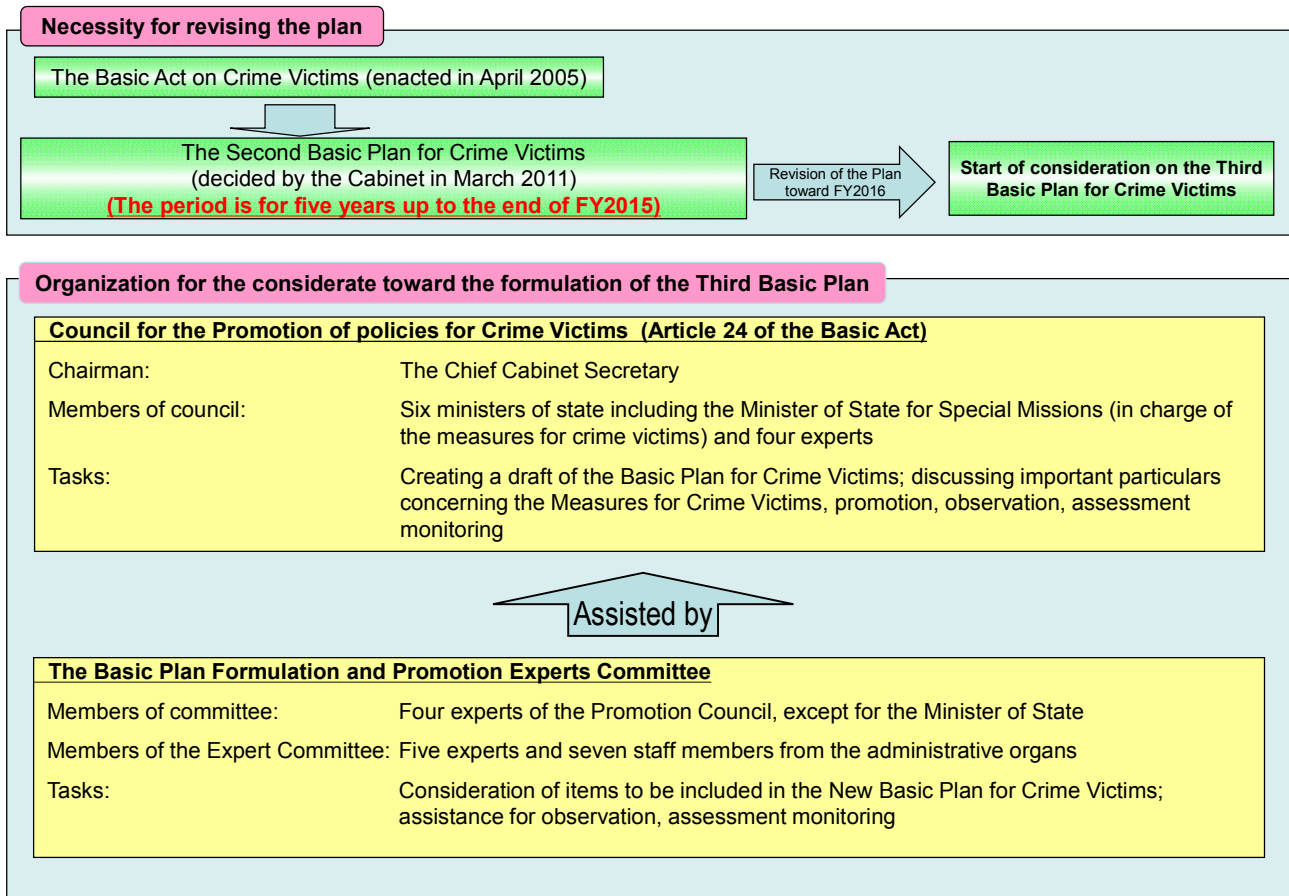 Necessity for revising the plan
The Basic Act on Crime Victims (enacted in April 2005)
The Second Basic Plan for Crime Victims
(decided by the Cabinet in March 2011)
(The period is for five years up to the end of FY2015)
Revision of the Plan
toward FY2016
Start of consideration on the Third
Basic Plan for Crime Victims
Organization for the considerate toward the formulation of the Third Basic Plan
Council for the Promotion of policies for Crime Victims (Article 24 of the Basic Act)
Chairman: The Chief Cabinet Secretary
Members of council: Six ministers of state including the Minister of State for Special Missions (in charge of
the measures for crime victims) and four experts
Tasks: Creating a draft of the Basic Plan for Crime Victims; discussing important particulars
concerning the Measures for Crime Victims, promotion, observation, assessment
monitoring
Assisted by
The Basic Plan Formulation and Promotion Experts Committee
Members of committee: Four experts of the Promotion Council, except for the Minister of State
Members of the Expert Committee: Five experts and seven staff members from the administrative organs
Tasks: Consideration of items to be included in the New Basic Plan for Crime Victims;
assistance for observation, assessment monitoring